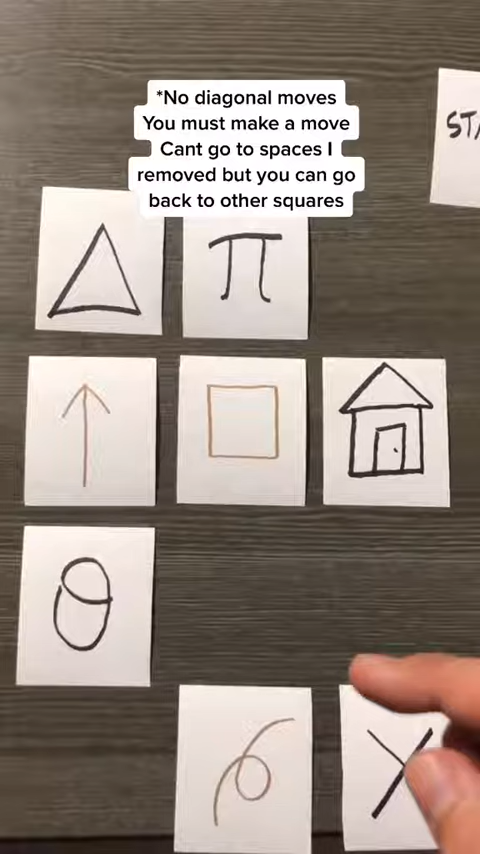 *No diagonal moves
You must make a move
Cant go to spaces I
removed but you can go
back to other squares
π
θ
X